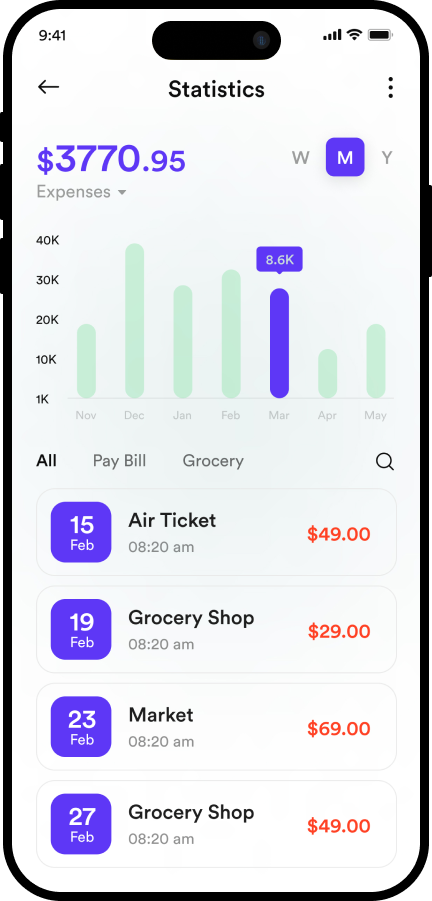 9:41
Statistics
$3770.95
W M Y
Expenses
40K
30K
20K
10K
1K
8.6K
Nov Dec Jan Feb Mar Apr May
All Pay Bill Grocery
15
Feb
Air Ticket
08:20 am
$49.00
19
Feb
Grocery Shop
08:20 am
$29.00
23
Feb
Market
08:20 am
$69.00
27
Feb
Grocery Shop
08:20 am
$49.00